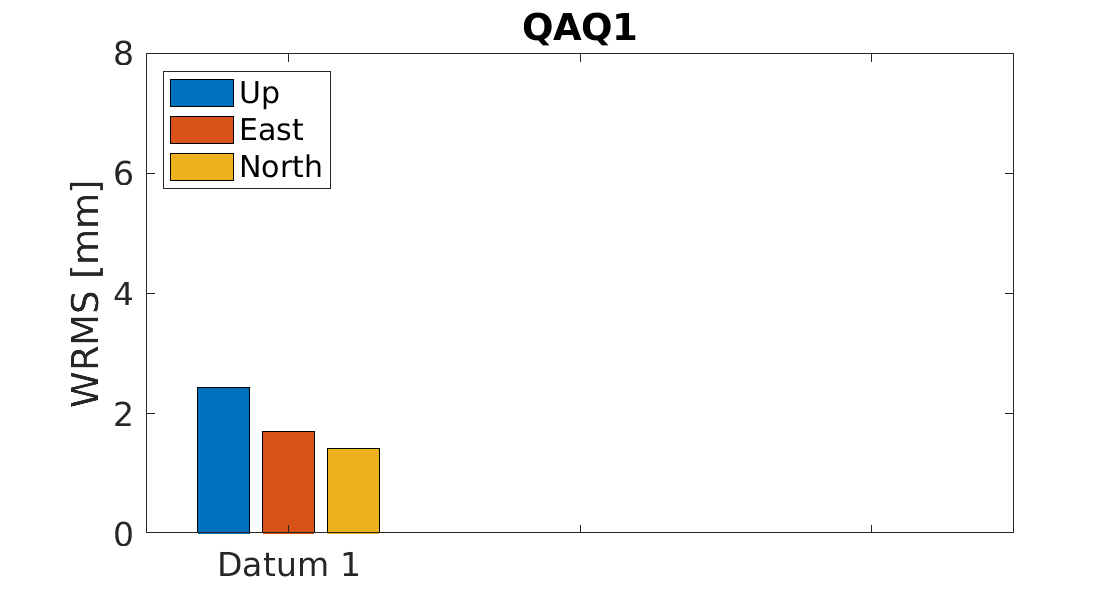 QAQ1
8
6
4
2
0
WRMS [mm]
Up
East
North
Datum 1